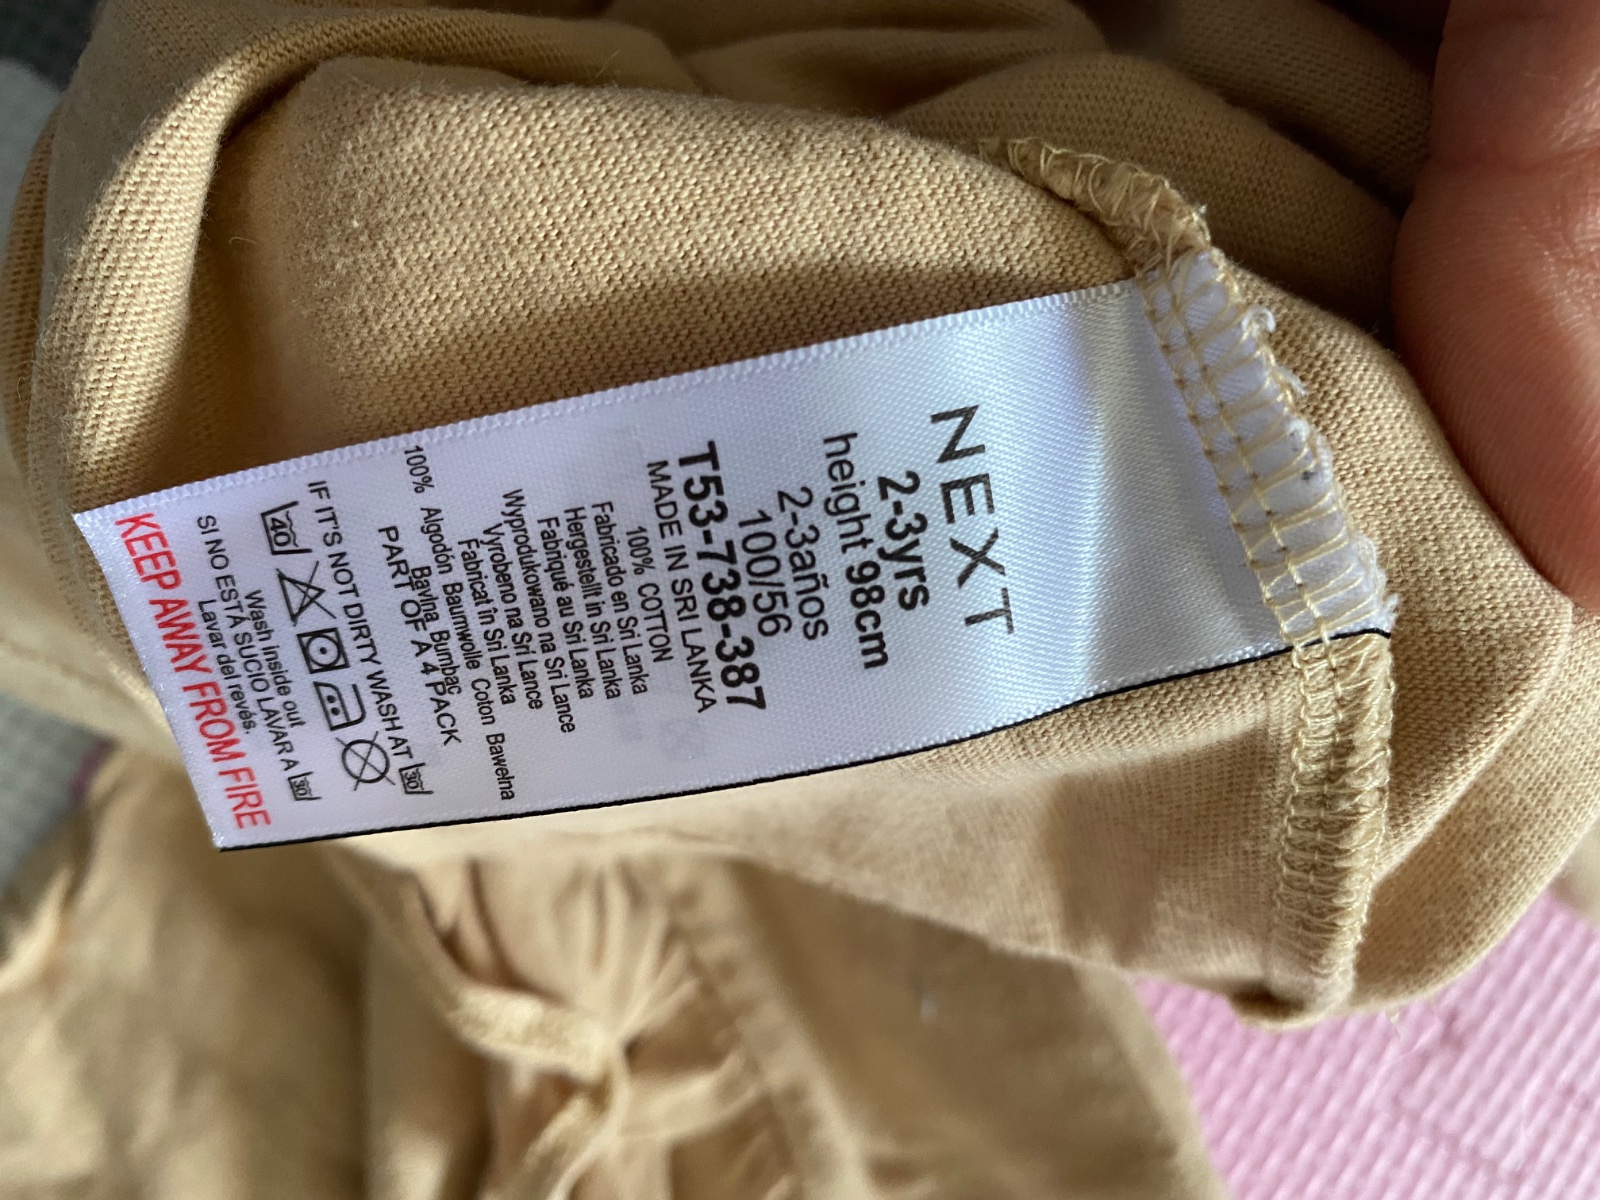 NEXT
2-3yrs
height 98cm
2-3años
100/56
T53-738-387
MADE IN SRI LANKA
100% COTTON
Fabricado en Sri Lanka
Hergestellt in Sri Lanka
Fabriqué au Sri Lanka
Wyprodukowano na Sri Lance
Vyrobeno na Sri Lance
Fabricat în Sri Lanka
100% Algodón Baumwolle Coton Bawełna
Bavlna Bumbac
PART OF A 4 PACK
IF IT'S NOT DIRTY WASH AT 30
40
Wash inside out
SI NO ESTÁ SUCIO LAVAR A 30
Lavar del revés.
KEEP AWAY FROM FIRE